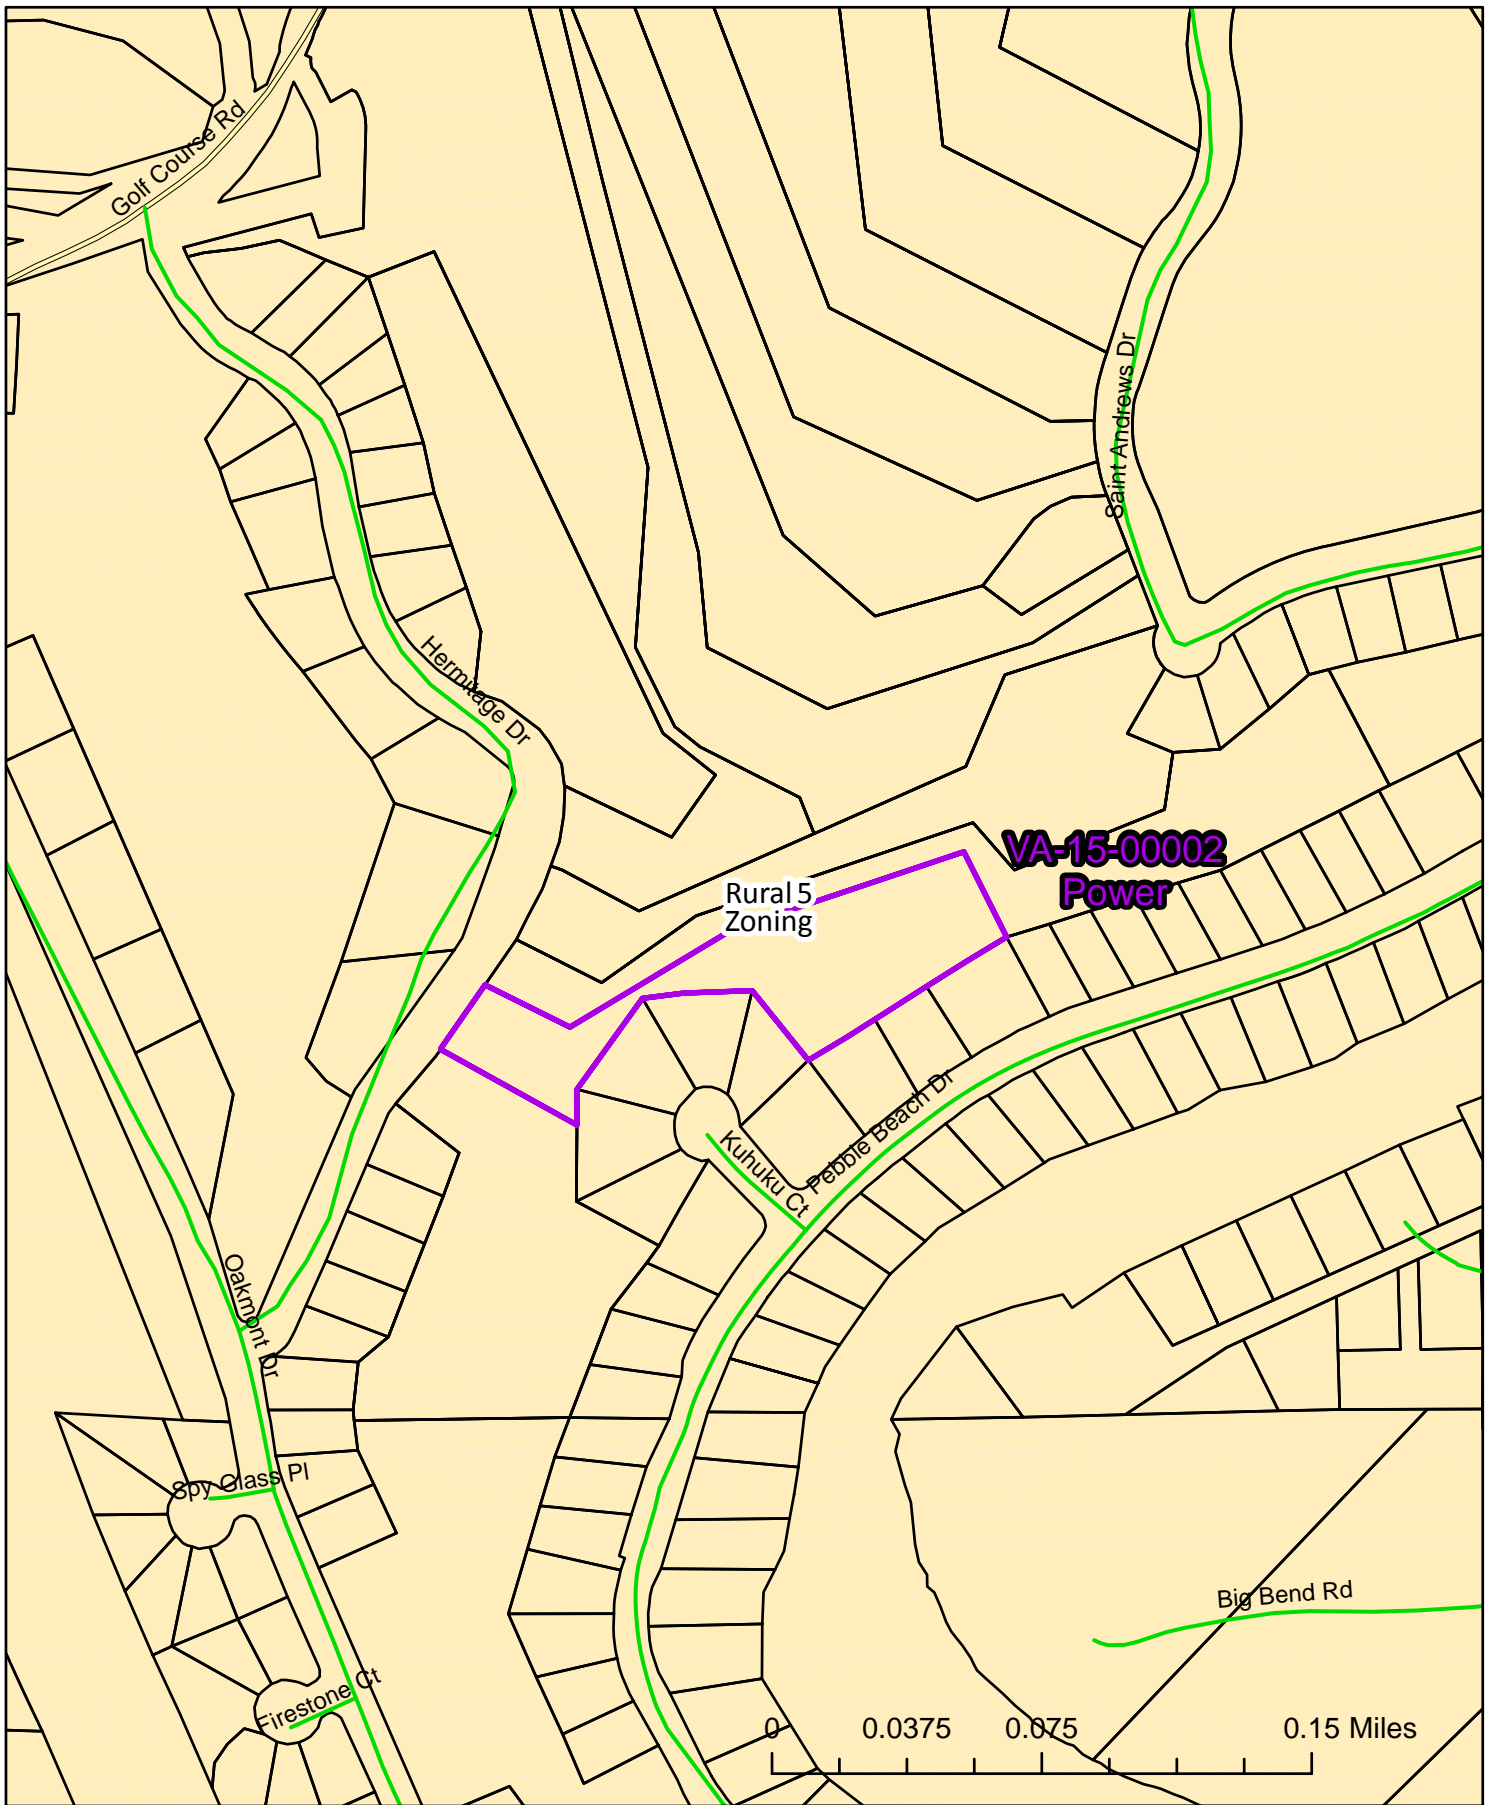 Golf Course Rd
Saint Andrews Dr
Hermitage Dr
VA-15-00002
Power
Rural 5
Zoning
Pebble Beach Dr
Kuhuku Ct
Oakmont Dr
Spy Glass Pl
Big Bend Rd
Firestone Ct
0 0.0375 0.075 0.15 Miles